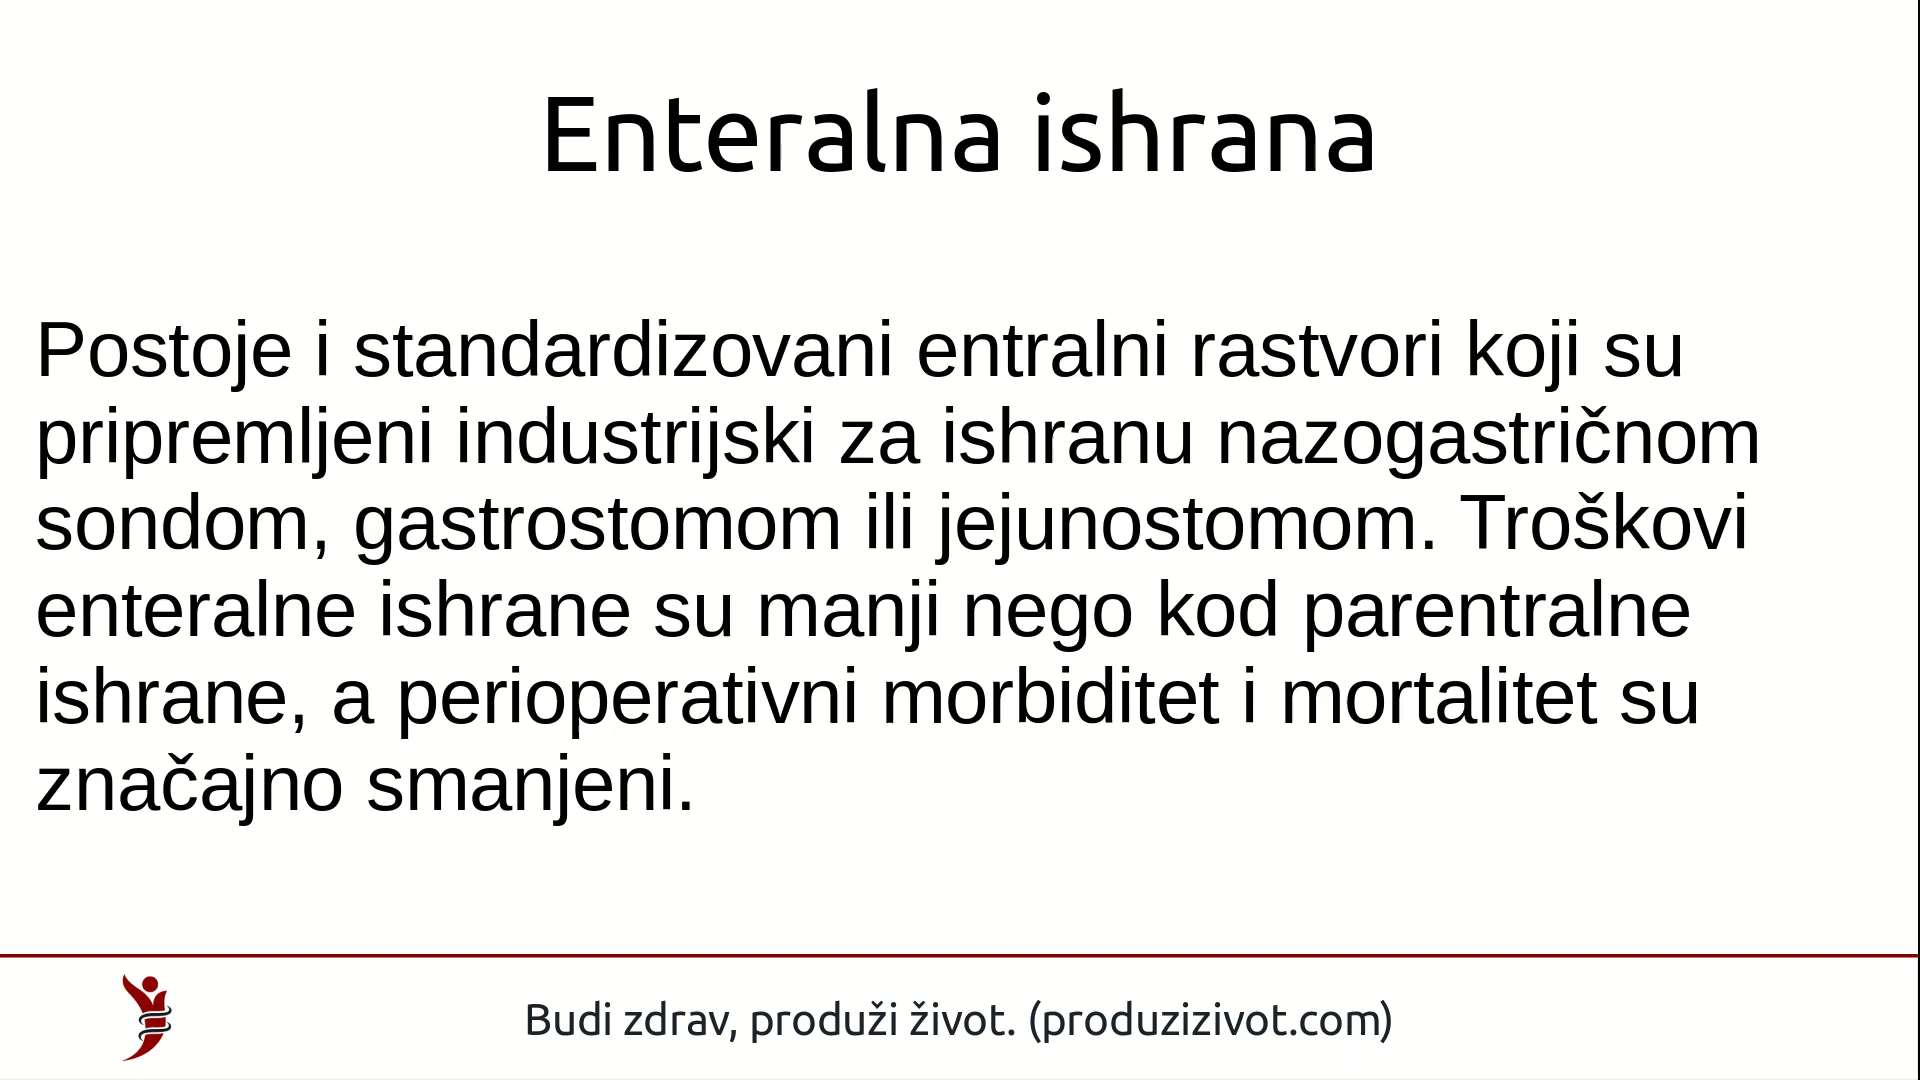 Enteralna ishrana
Postoje i standardizovani entralni rastvori koji su
pripremljeni industrijski za ishranu nazogastričnom
sondom, gastrostomom ili jejunostomom. Troškovi
enteralne ishrane su manji nego kod parentralne
ishrane, a perioperativni morbiditet i mortalitet su
značajno smanjeni.
Budi zdrav, produži život. (produzizivot.com)